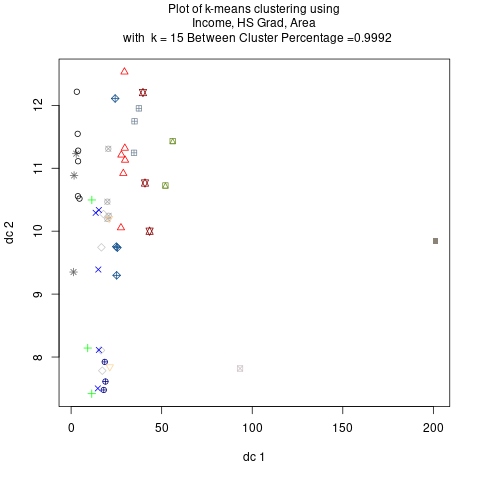 Plot of k-means clustering using
Income, HS Grad, Area
with  k = 15 Between Cluster Percentage =0.9992
dc 2
12
11
10
9
8
0
50
100
150
200
dc 1